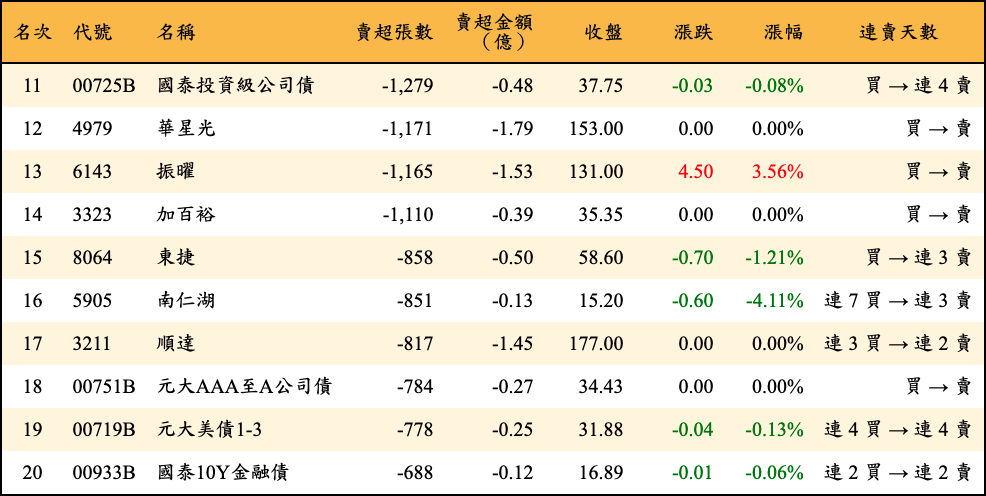 名次 代號 名稱 賣超張數 賣超金額（億） 收盤 漲跌 漲幅 連賣天數
11 00725B 國泰投資級公司債 -1,279 -0.48 37.75 -0.03 -0.08% 買 → 連 4 賣
12 4979 華星光 -1,171 -1.79 153.00 0.00 0.00% 買 → 賣
13 6143 振曜 -1,165 -1.53 131.00 4.50 3.56% 買 → 賣
14 3323 加百裕 -1,110 -0.39 35.35 0.00 0.00% 買 → 賣
15 8064 東捷 -858 -0.50 58.60 -0.70 -1.21% 買 → 連 3 賣
16 5905 南仁湖 -851 -0.13 15.20 -0.60 -4.11% 連 7 買 → 連 3 賣
17 3211 順達 -817 -1.45 177.00 0.00 0.00% 連 3 買 → 連 2 賣
18 00751B 元大AAA至A公司債 -784 -0.27 34.43 0.00 0.00% 買 → 賣
19 00719B 元大美債1-3 -778 -0.25 31.88 -0.04 -0.13% 連 4 買 → 連 4 賣
20 00933B 國泰10Y金融債 -688 -0.12 16.89 -0.01 -0.06% 連 2 買 → 連 2 賣